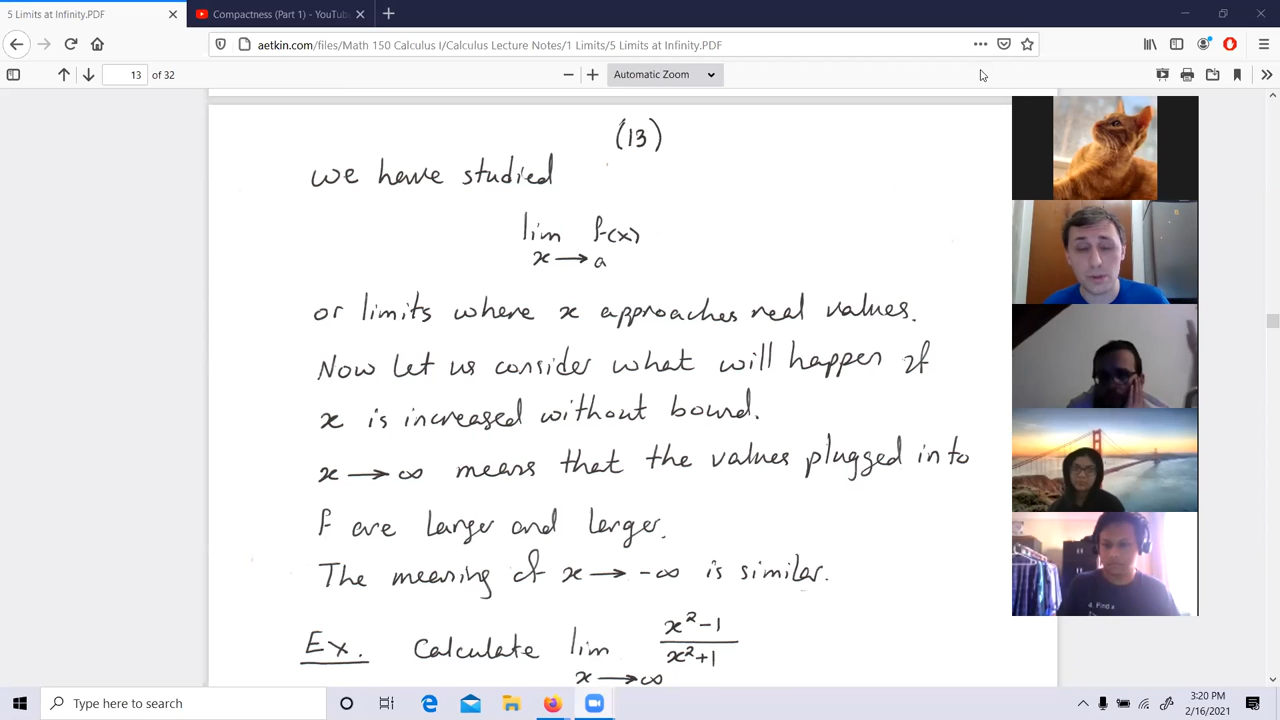 5 Limits at Infinity.PDF
Compactness (Part 1) - YouTub
aetkin.com/files/Math 150 Calculus I/Calculus Lecture Notes/1 Limits/5 Limits at Infinity.PDF
13 of 32
Automatic Zoom
(13)
we have studied
lim f(x)
x → a
or limits where x approaches real values.
Now let us consider what will happen if
x is increased without bound.
x → ∞ means that the values plugged into
f are larger and larger.
The meaning of x → -∞ is similar.
Ex. Calculate lim x²-1
x²+1
x → ∞
4. Find x
Type here to search
3:20 PM
2/16/2021